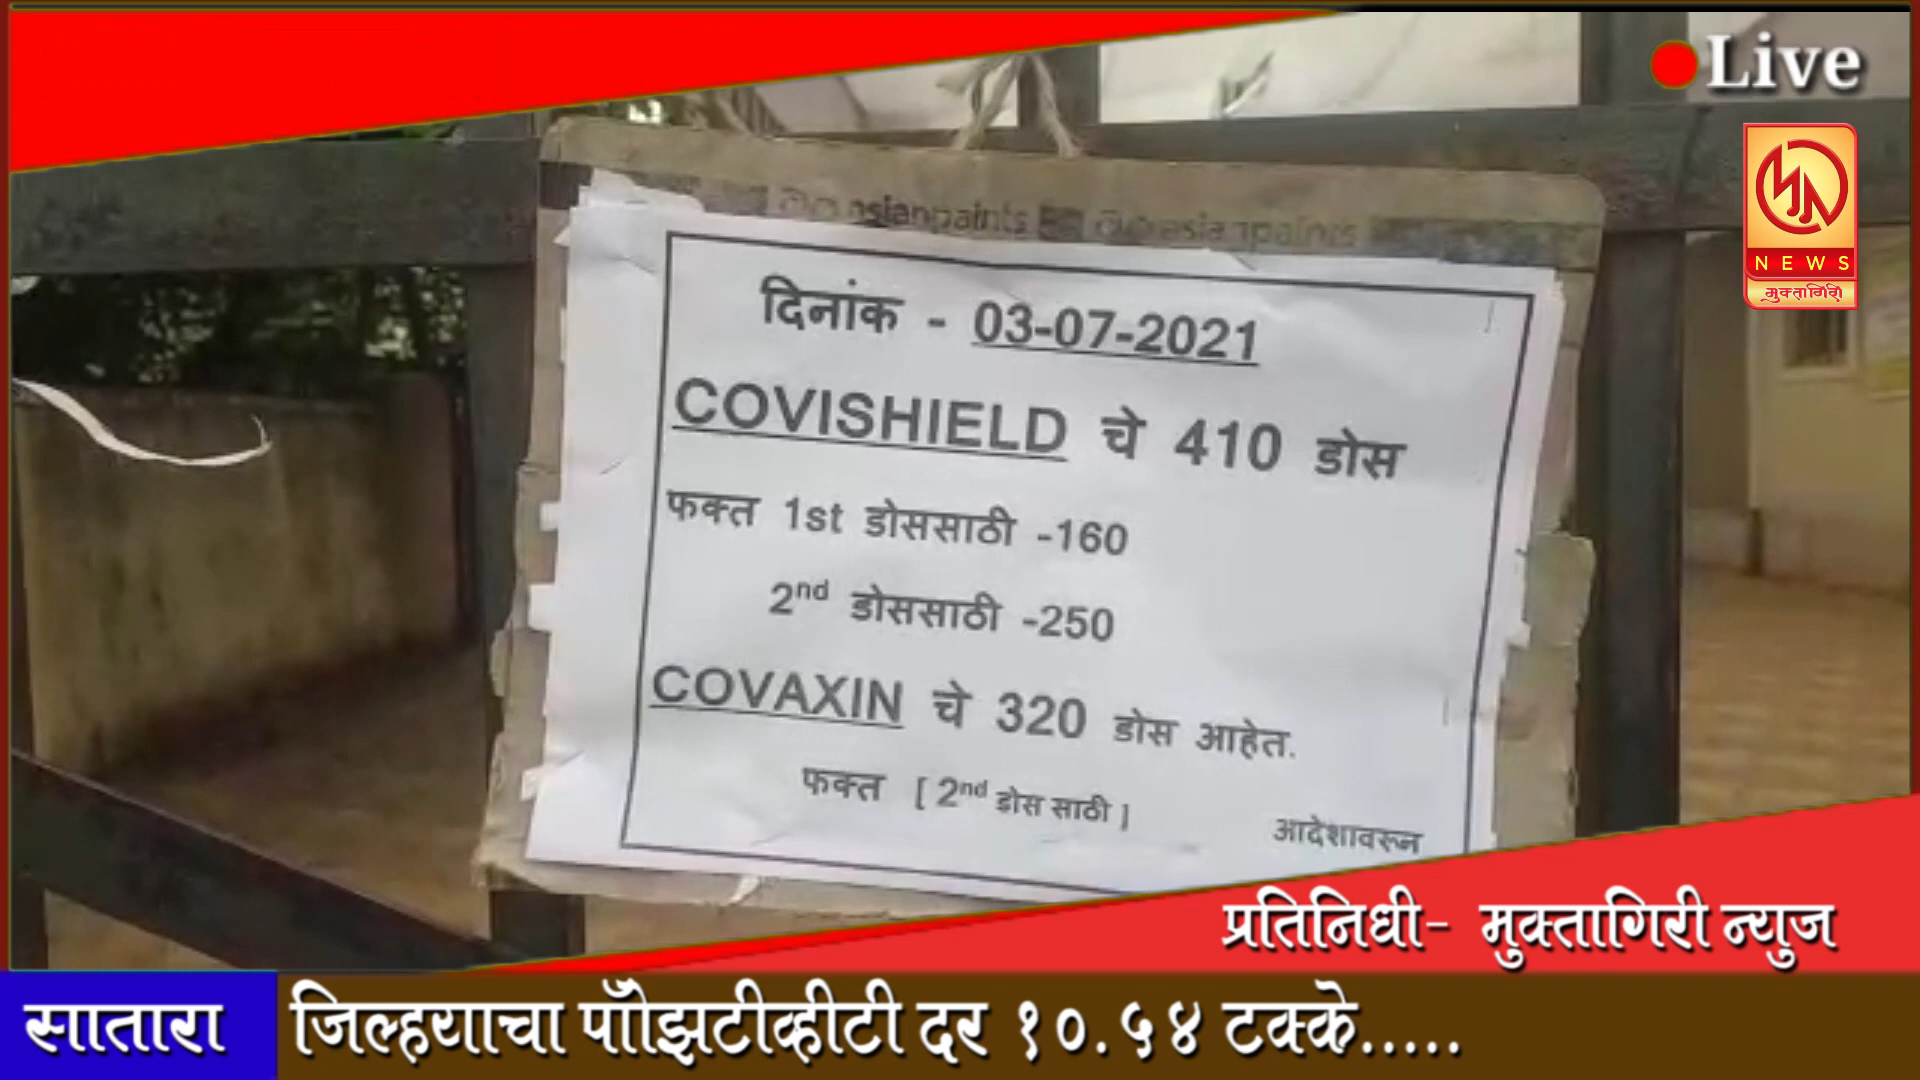 Live
asianpaints asianpaints
NEWS
मुक्तागिरी
दिनांक - 03-07-2021
COVISHIELD चे 410 डोस
फक्त 1st डोससाठी -160
2nd डोससाठी -250
COVAXIN चे 320 डोस आहेत.
फक्त [ 2nd डोस साठी ]
आदेशावरून
प्रतिनिधी- मुक्तागिरी न्युज
सातारा
जिल्हयाचा पॉझिटीव्हीटी दर १०.५४ टक्के.....